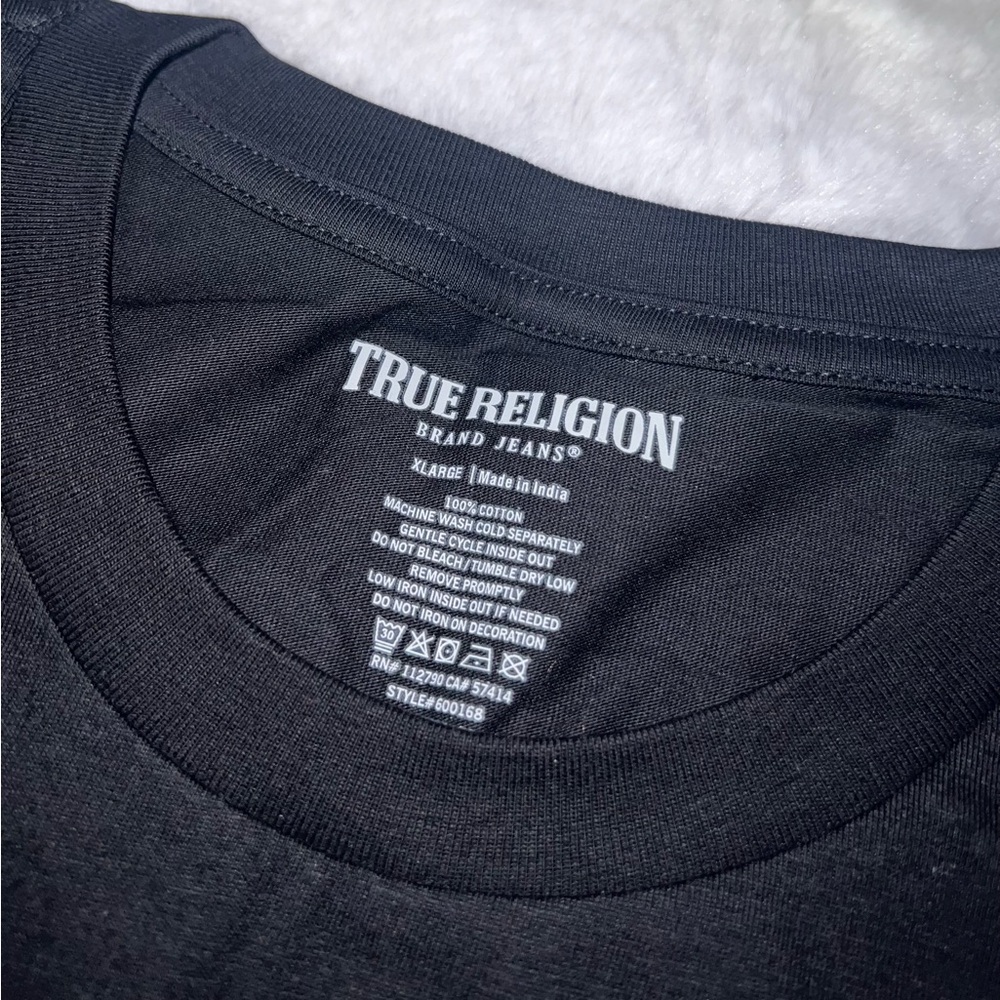 TRUE RELIGION
BRAND JEANS®
XLARGE | Made in India
100% COTTON
MACHINE WASH COLD SEPARATELY
GENTLE CYCLE INSIDE OUT
DO NOT BLEACH/TUMBLE DRY LOW
REMOVE PROMPTLY
LOW IRON INSIDE OUT IF NEEDED
DO NOT IRON ON DECORATION
30
RN# 112790 CA# 57414
STYLE#600168